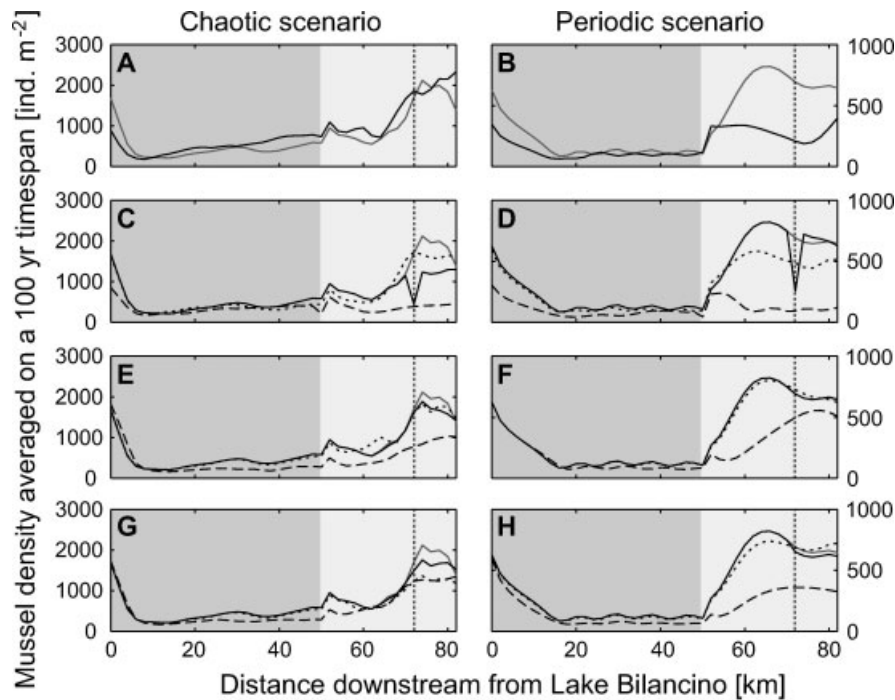 Chaotic scenario Periodic scenario
Mussel density averaged on a 100 yr timespan [ind. m-2]
3000 A B 1000
2000
1000 500
0 0
3000 C D 1000
2000
1000 500
0 0
3000 E F 1000
2000
1000 500
0 0
3000 G H 1000
2000
1000 500
0 0
0 20 40 60 80 0 20 40 60 80
Distance downstream from Lake Bilancino [km]